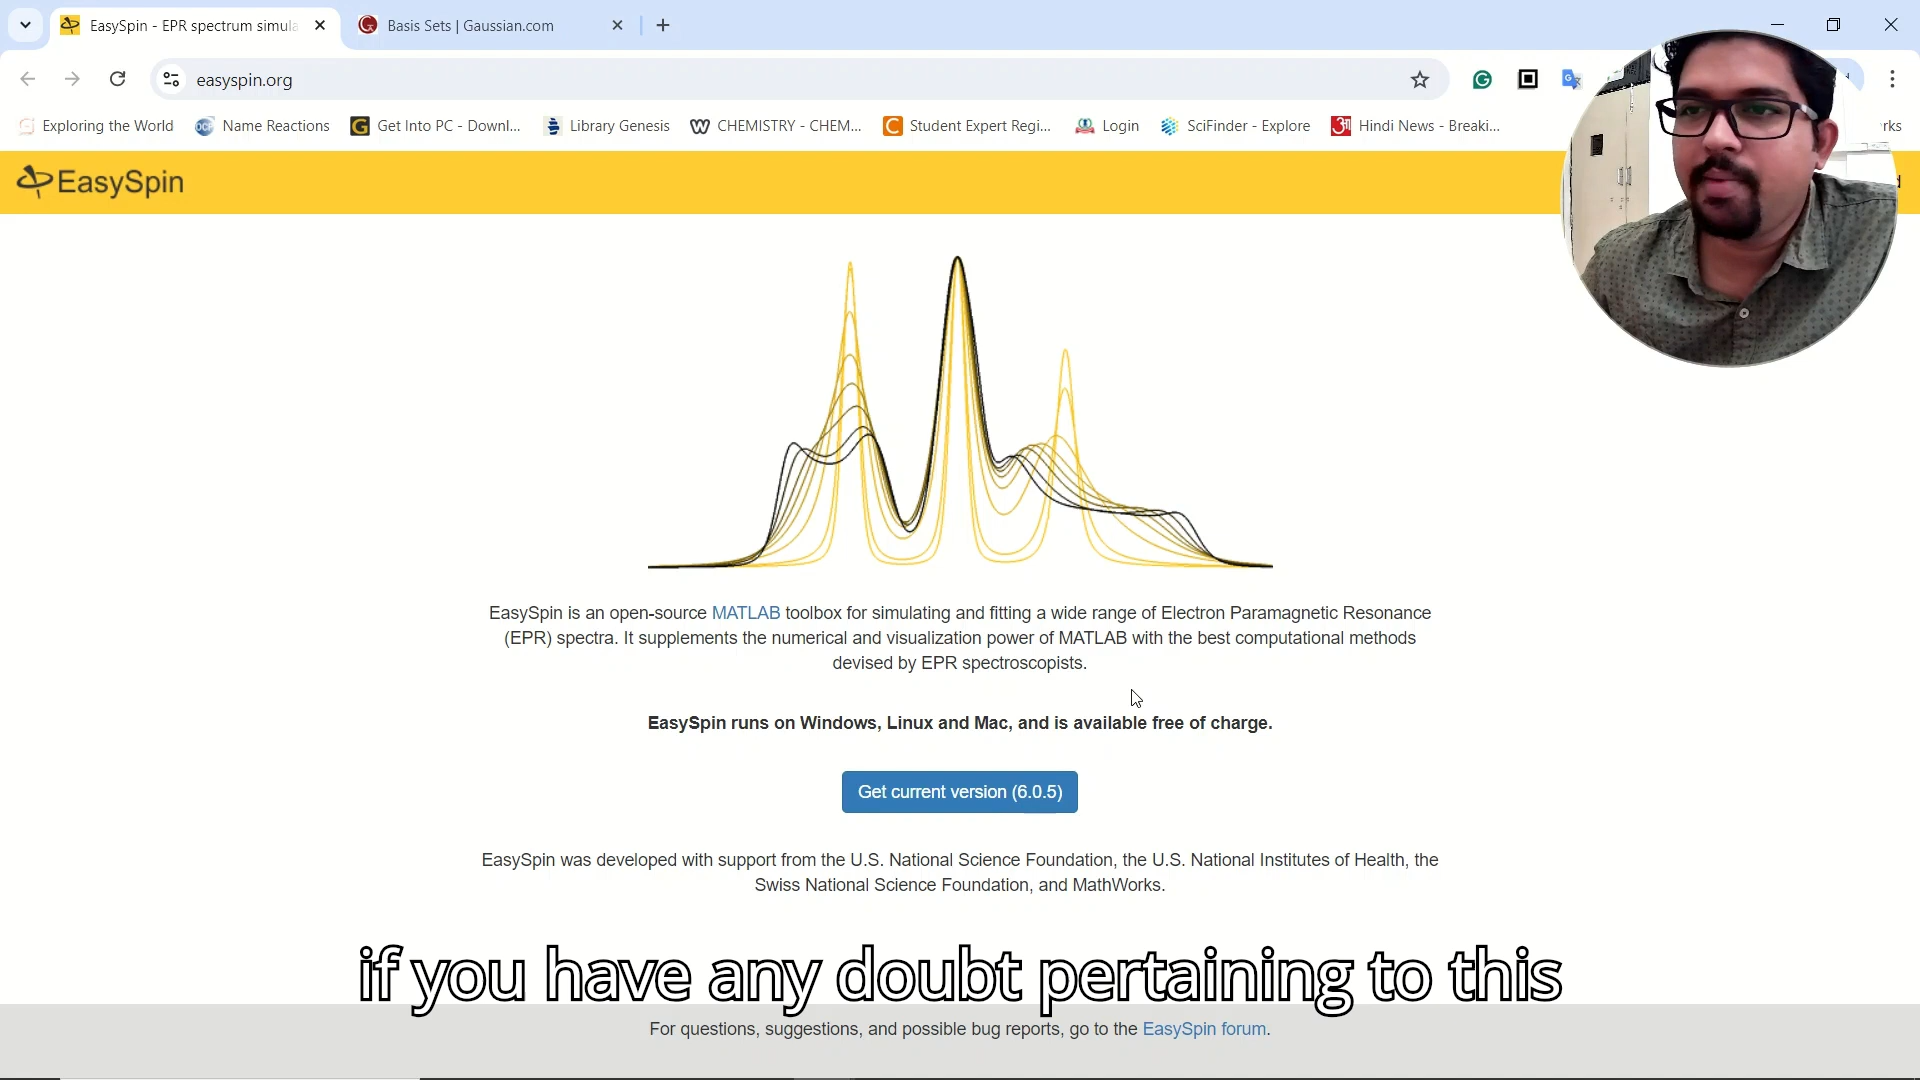 EasySpin - EPR spectrum simula
Basis Sets | Gaussian.com
easyspin.org
Exploring the World
Name Reactions
Get Into PC - Downl...
Library Genesis
CHEMISTRY - CHEM...
Student Expert Regi...
Login
SciFinder - Explore
Hindi News - Breaki...
rks
EasySpin
EasySpin is an open-source MATLAB toolbox for simulating and fitting a wide range of Electron Paramagnetic Resonance
(EPR) spectra. It supplements the numerical and visualization power of MATLAB with the best computational methods
devised by EPR spectroscopists.
EasySpin runs on Windows, Linux and Mac, and is available free of charge.
Get current version (6.0.5)
EasySpin was developed with support from the U.S. National Science Foundation, the U.S. National Institutes of Health, the
Swiss National Science Foundation, and MathWorks.
if you have any doubt pertaining to this
For questions, suggestions, and possible bug reports, go to the EasySpin forum.